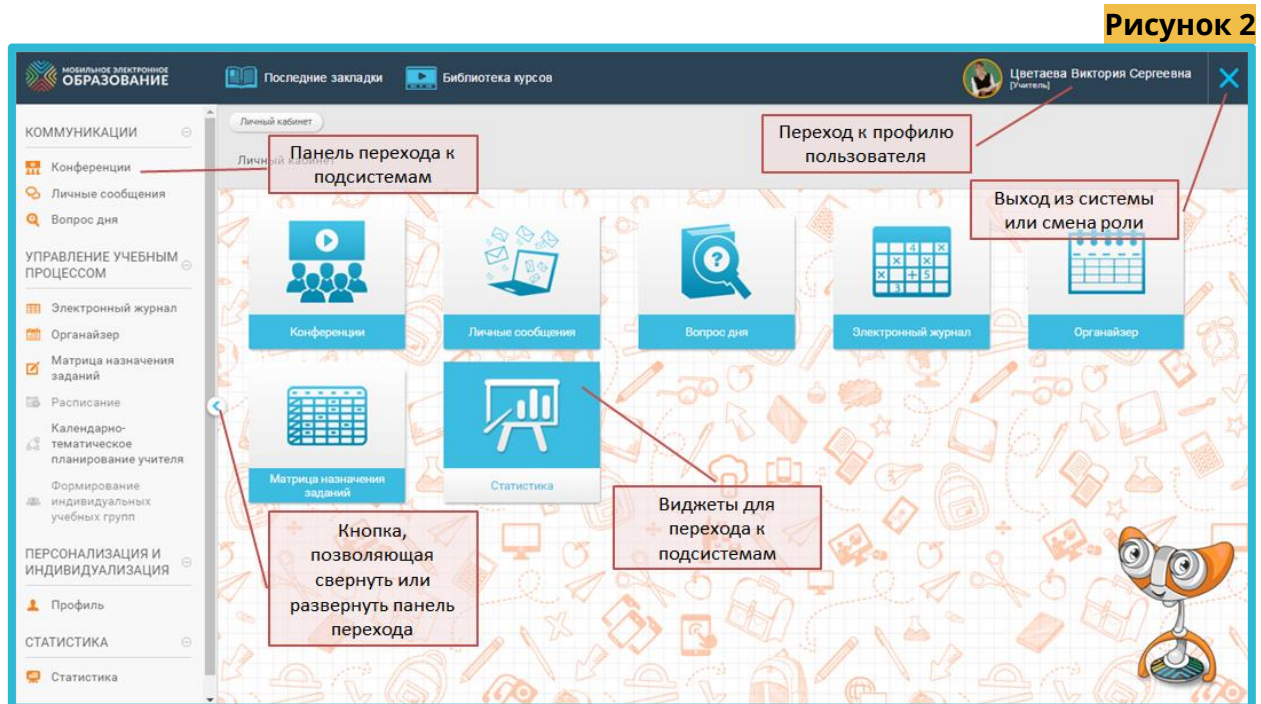 Рисунок 2
МОБИЛЬНОЕ ЭЛЕКТРОННОЕ
ОБРАЗОВАНИЕ
Последние закладки
Библиотека курсов
Цветаева Виктория Сергеевна
[Учитель]
КОММУНИКАЦИИ
Конференции
Личные сообщения
Вопрос дня
УПРАВЛЕНИЕ УЧЕБНЫМ
ПРОЦЕССОМ
Электронный журнал
Органайзер
Матрица назначения
заданий
Расписание
Календарно-
тематическое
планирование учителя
Формирование
индивидуальных
учебных групп
ПЕРСОНАЛИЗАЦИЯ И
ИНДИВИДУАЛИЗАЦИЯ
Профиль
СТАТИСТИКА
Статистика
Личный кабинет
Личный кабинет
Панель перехода к
подсистемам
Переход к профилю
пользователя
Выход из системы
или смена роли
Конференции
Личные сообщения
Вопрос дня
Электронный журнал
Органайзер
Матрица назначения
заданий
Статистика
Кнопка,
позволяющая
свернуть или
развернуть панель
перехода
Виджеты для
перехода к
подсистемам